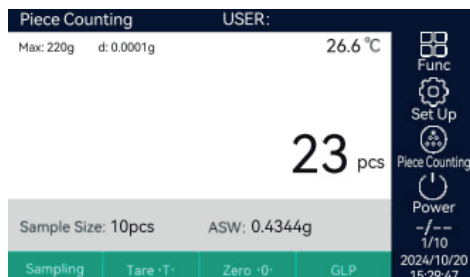 Piece Counting USER:
Max: 220g d: 0.0001g 26.6 °C
Func
Set Up
23 pcs
Piece Counting
Power
Sample Size: 10pcs ASW: 0.4344g
-/--
1/10
2024/10/20
Sampling Tare ·T· Zero ·0· GLP
15:29:47